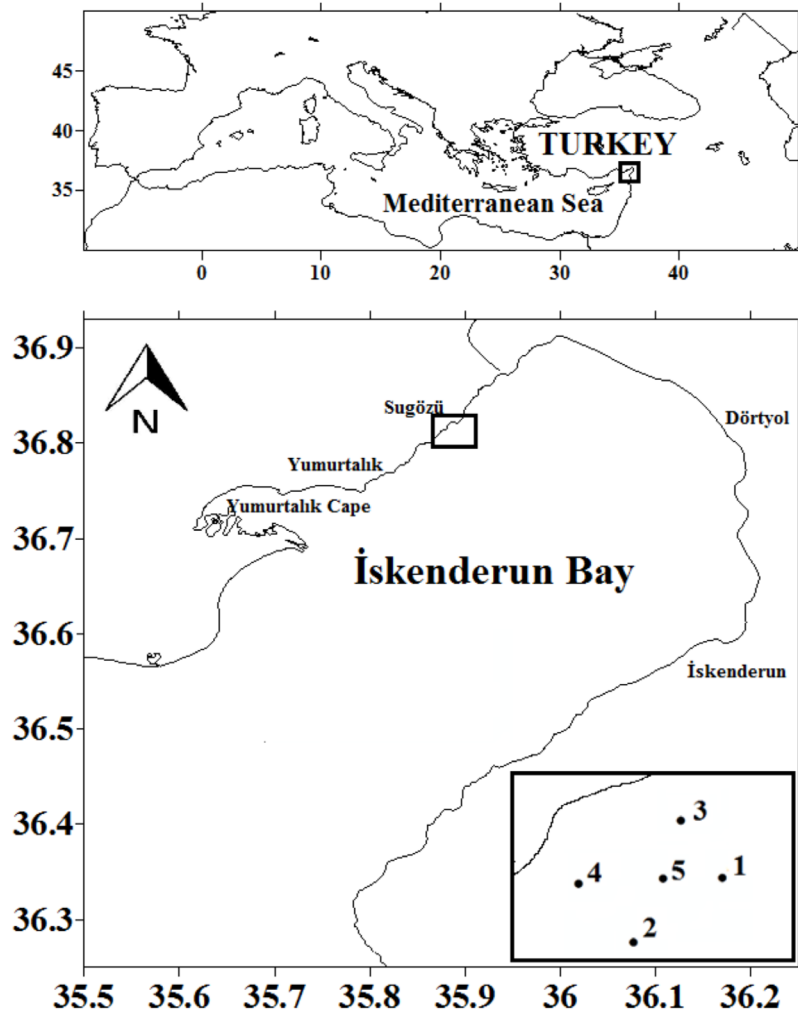 45
40
TURKEY
35
Mediterranean Sea
0 10 20 30 40
36.9
Sugözü
Dörtyol
36.8
Yumurtalık
Yumurtalık Cape
36.7
İskenderun Bay
36.6
İskenderun
36.5
36.4
3
4 5 1
36.3
2
35.5 35.6 35.7 35.8 35.9 36 36.1 36.2
N